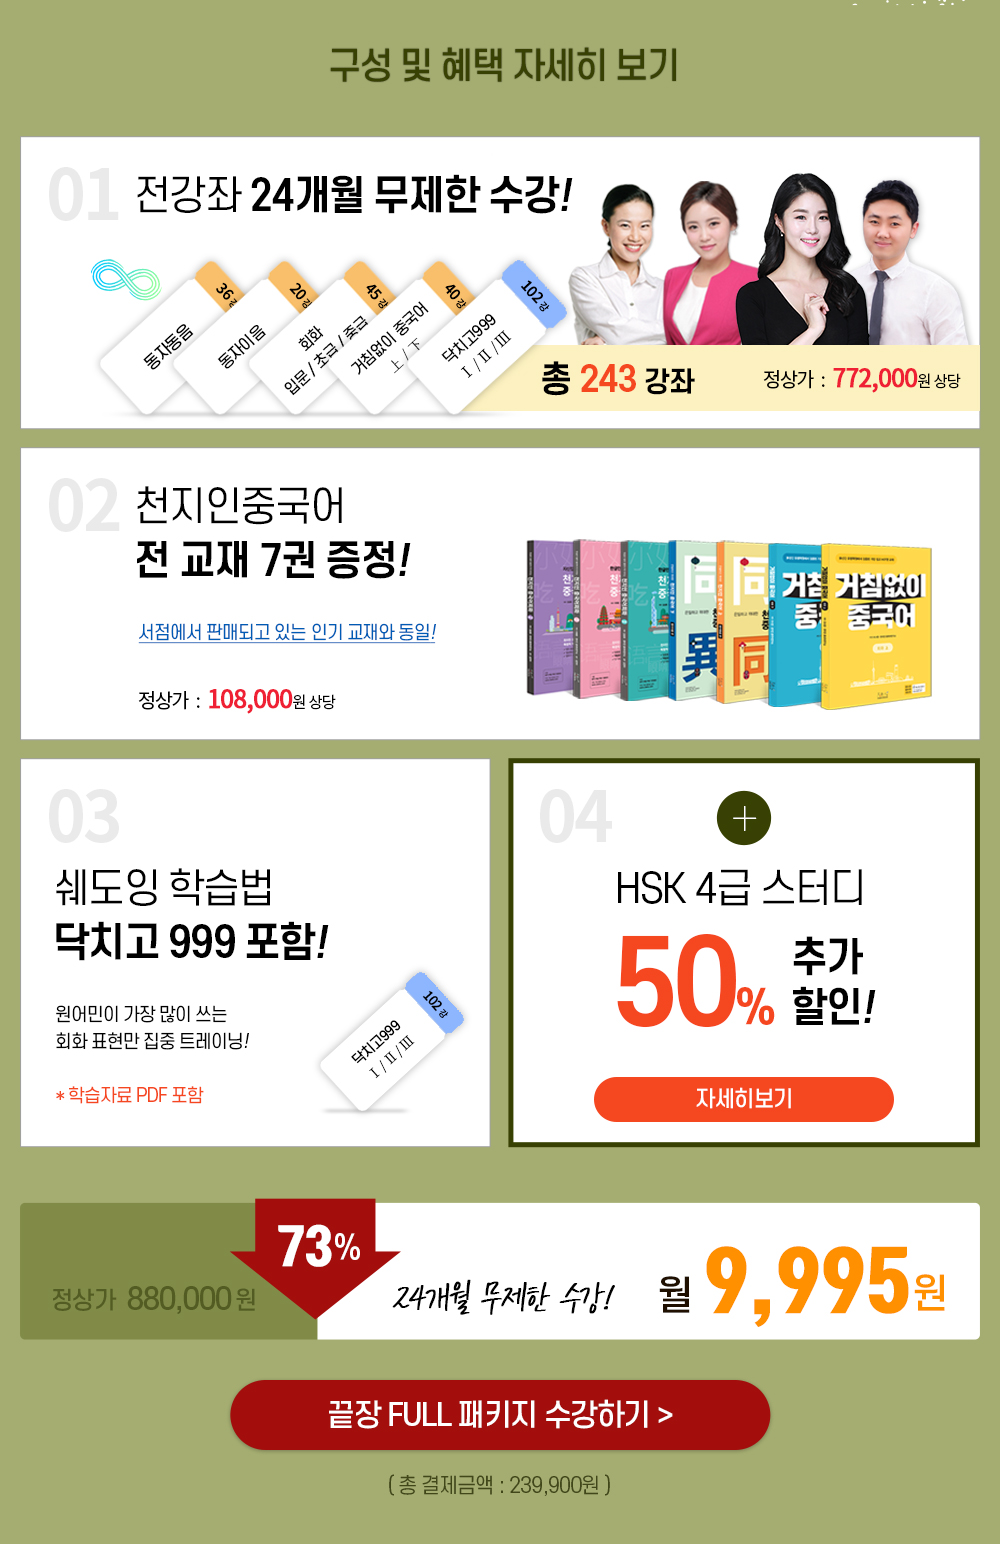 구성 및 혜택 자세히 보기
01
전강좌 24개월 무제한 수강!
36강
동자동음
20강
동자이음
45강
회화
입문 / 초급 / 중급
40강
거침없이 중국어
上 / 下
102강
닥치고999
Ⅰ / Ⅱ / Ⅲ
총 243 강좌
정상가 : 772,000원 상당
02
천지인중국어
전 교재 7권 증정!
서점에서 판매되고 있는 인기 교재와 동일!
정상가 : 108,000원 상당
小
吃
小
吃
異
同
同
거침없이
중국어
03
쉐도잉 학습법
닥치고 999 포함!
원어민이 가장 많이 쓰는
회화 표현만 집중 트레이닝!
* 학습자료 PDF 포함
102강
닥치고999
Ⅰ / Ⅱ / Ⅲ
04
+
HSK 4급 스터디
50% 추가
할인!
자세히보기
정상가 880,000원
73%
24개월 무제한 수강!
월 9,995원
끝장 FULL 패키지 수강하기 >
( 총 결제금액 : 239,900원 )